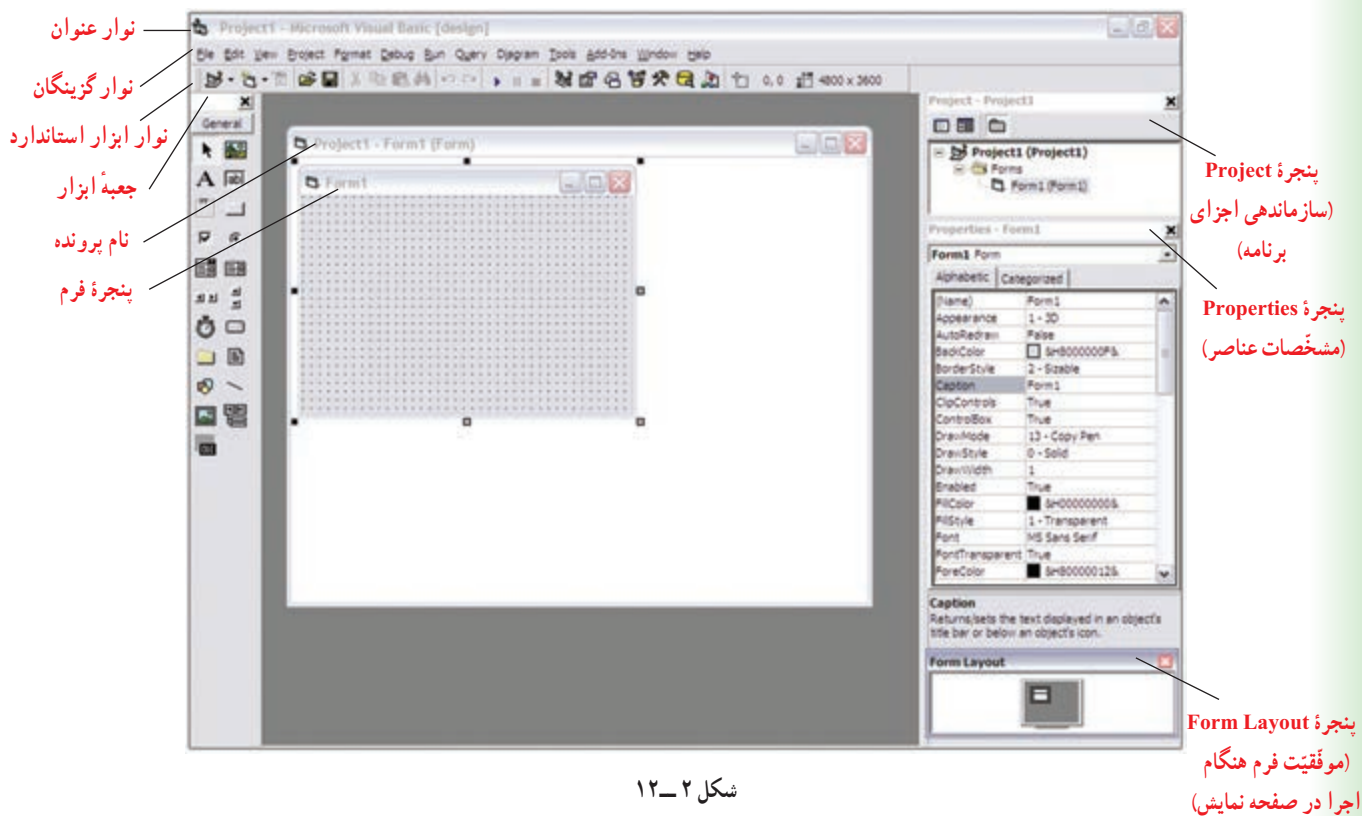 نوار عنوان
نوار گزینگان
نوار ابزار استاندارد
جعبهٔ ابزار
نام پرونده
پنجرهٔ فرم
Project1 - Microsoft Visual Basic [design]
File Edit View Project Format Debug Run Query Diagram Tools Add-Ins Window Help
0, 0 4800 x 3600
General
Project1 - Form1 (Form)
Form1
Project - Project1
Project1 (Project1)
Forms
Form1 (Form1)
Properties - Form1
Form1 Form
Alphabetic Categorized
(Name) Form1
Appearance 1 - 3D
AutoRedraw False
BackColor &H8000000F&
BorderStyle 2 - Sizable
Caption Form1
ClipControls True
ControlBox True
DrawMode 13 - Copy Pen
DrawStyle 0 - Solid
DrawWidth 1
Enabled True
FillColor &H00000000&
FillStyle 1 - Transparent
Font MS Sans Serif
FontTransparent True
ForeColor &H80000012&
Caption
Returns/sets the text displayed in an object's
title bar or below an object's icon.
Form Layout
پنجرهٔ Project
(سازماندهی اجزای
برنامه)
پنجرهٔ Properties
(مشخّصات عناصر)
پنجرهٔ Form Layout
(موفّقیّت فرم هنگام
اجرا در صفحه نمایش)
شکل ۲ ــ ۱۲